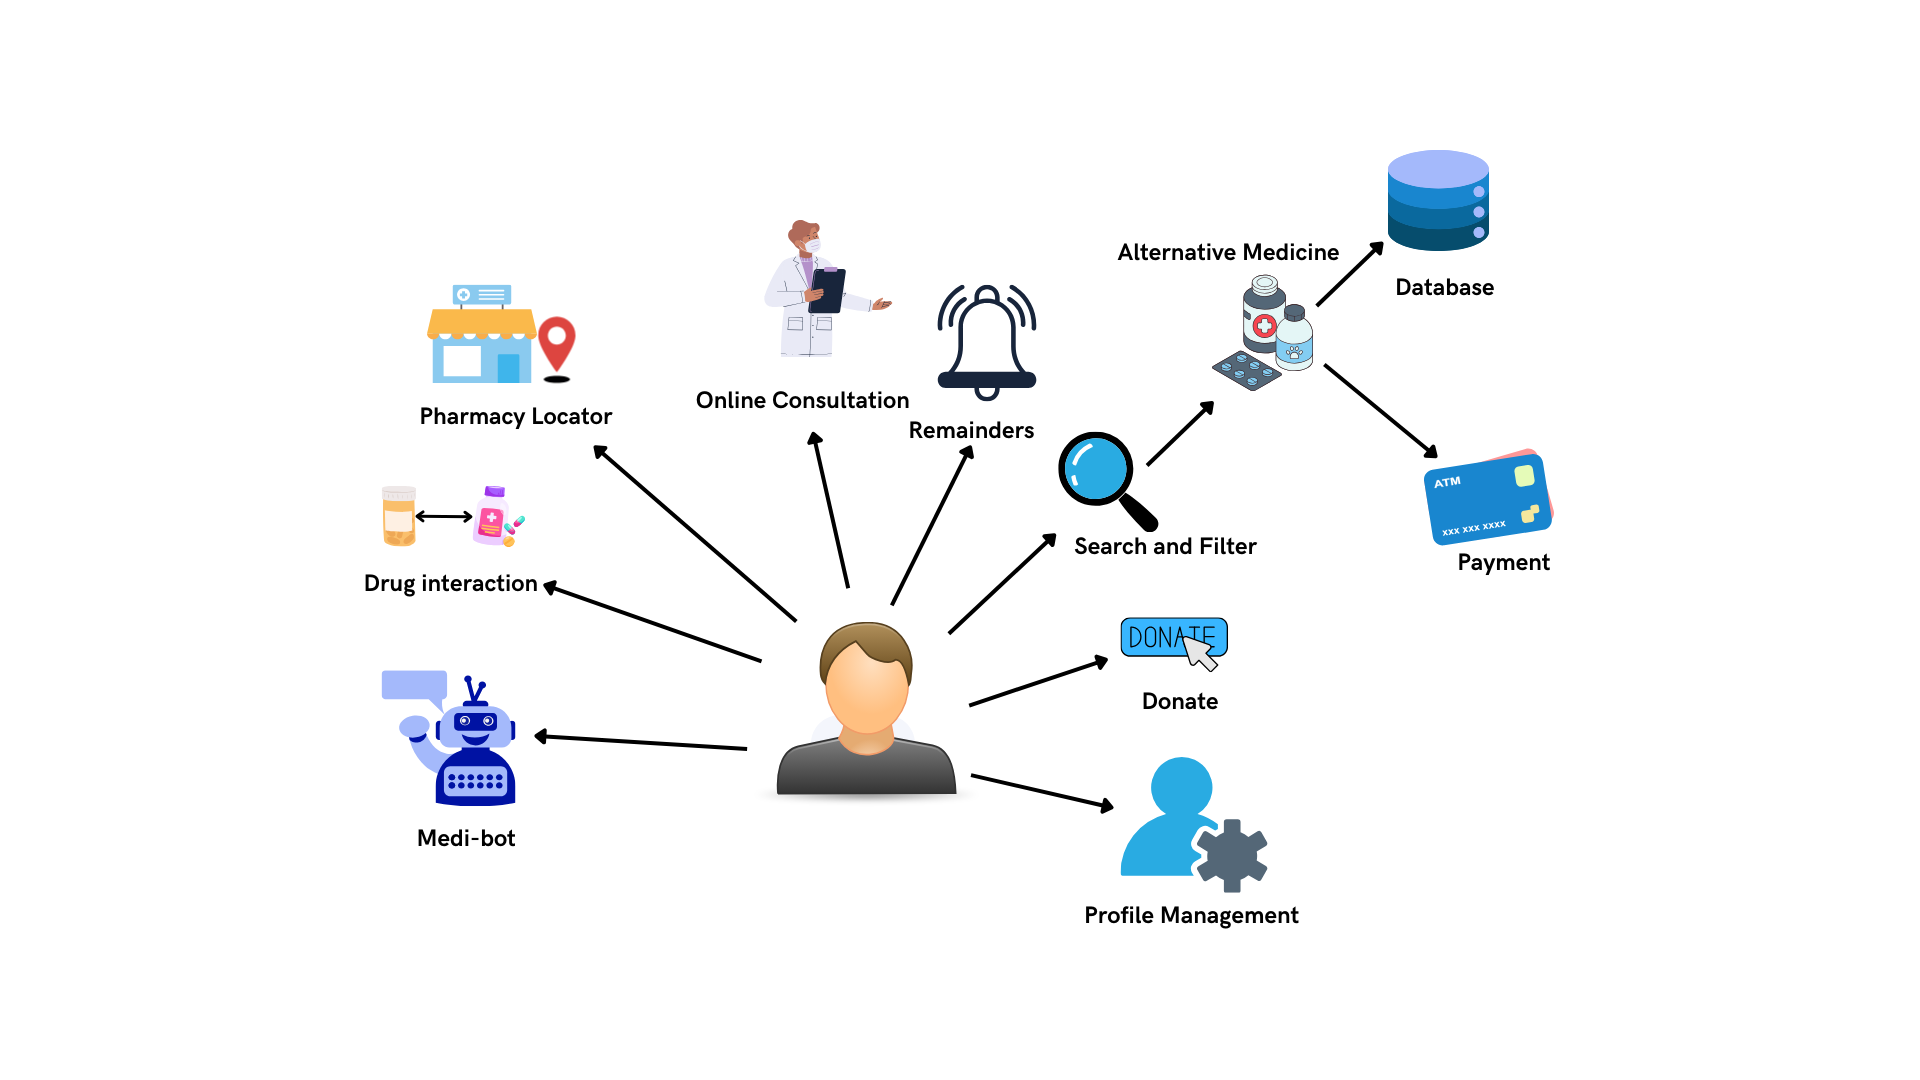 Alternative Medicine
Database
Online Consultation
Pharmacy Locator
Remainders
ATM
xxx xxx xxxx
Search and Filter
Payment
Drug interaction
DONATE
Donate
Medi-bot
Profile Management